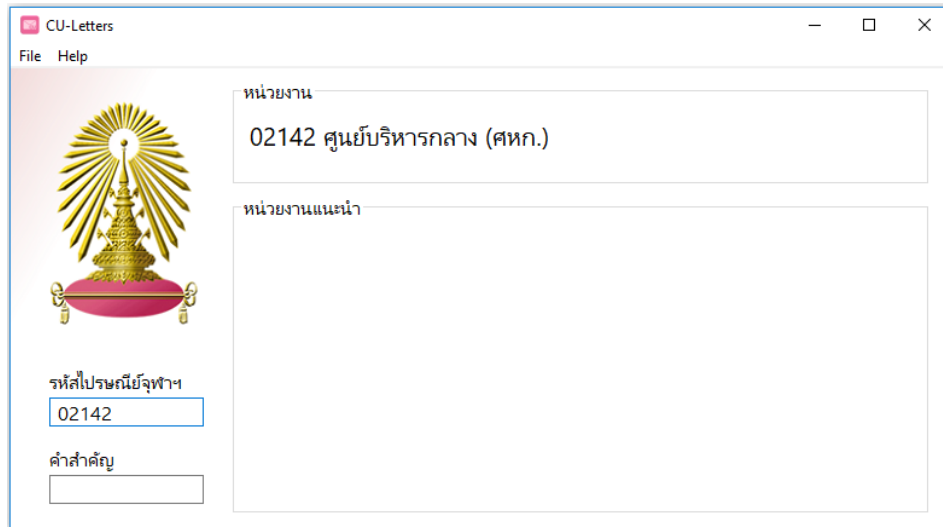 CU-Letters
File Help
หน่วยงาน
02142 ศูนย์บริหารกลาง (ศหก.)
หน่วยงานแนะนำ
รหัสไปรษณีย์จุฬาฯ
02142
คำสำคัญ